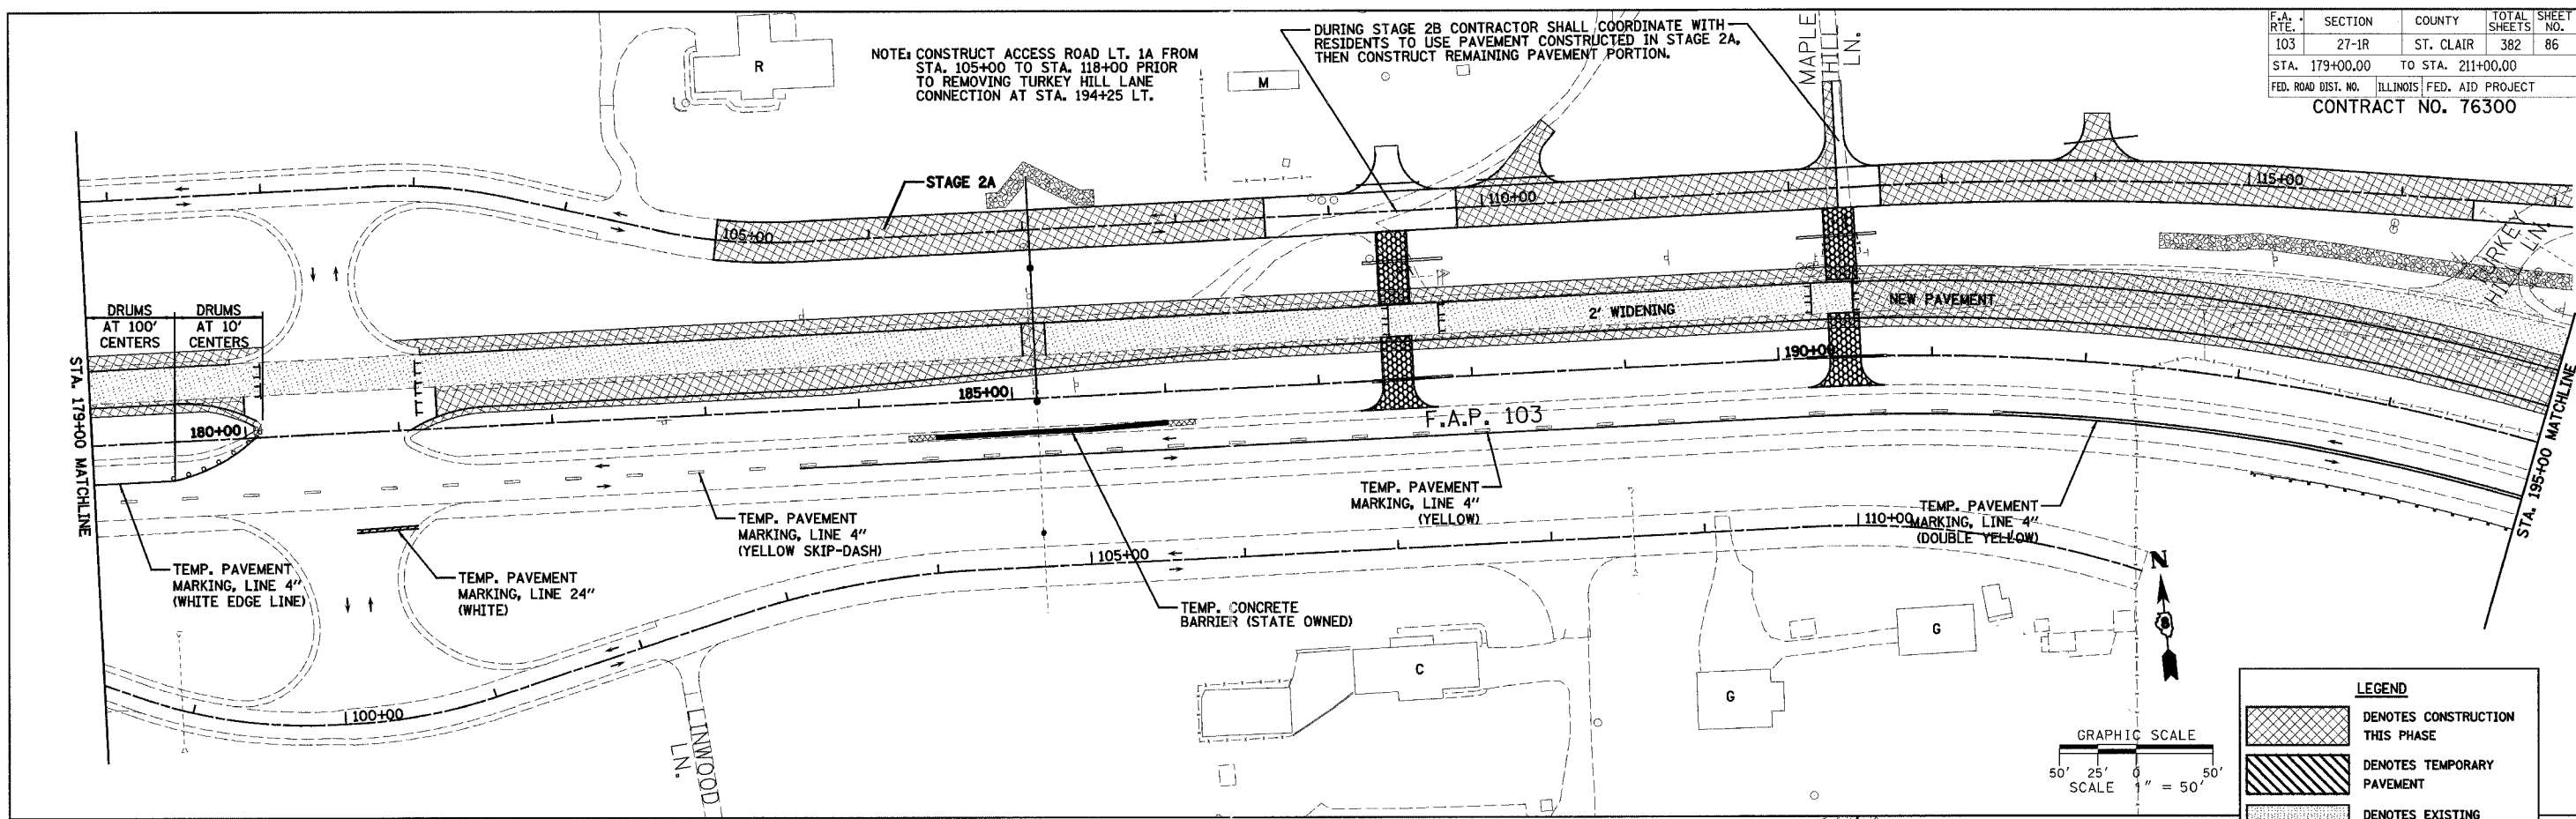 F.A. RTE. SECTION COUNTY TOTAL SHEETS SHEET NO.
103 27-1R ST. CLAIR 382 86
STA. 179+00.00 TO STA. 211+00.00
FED. ROAD DIST. NO. ILLINOIS FED. AID PROJECT
CONTRACT NO. 76300
NOTE: CONSTRUCT ACCESS ROAD LT. 1A FROM
STA. 105+00 TO STA. 118+00 PRIOR
TO REMOVING TURKEY HILL LANE
CONNECTION AT STA. 194+25 LT.
DURING STAGE 2B CONTRACTOR SHALL COORDINATE WITH
RESIDENTS TO USE PAVEMENT CONSTRUCTED IN STAGE 2A,
THEN CONSTRUCT REMAINING PAVEMENT PORTION.
MAPLE
HILL
LN.
R
M
STAGE 2A
105+00
110+00
115+00
TURKEY
HILL LN.
DRUMS
AT 100'
CENTERS
DRUMS
AT 10'
CENTERS
2' WIDENING
NEW PAVEMENT
STA. 179+00 MATCHLINE
180+00
185+00
190+00
F.A.P. 103
STA. 195+00 MATCHLINE
TEMP. PAVEMENT
MARKING, LINE 4"
(WHITE EDGE LINE)
TEMP. PAVEMENT
MARKING, LINE 24"
(WHITE)
TEMP. PAVEMENT
MARKING, LINE 4"
(YELLOW SKIP-DASH)
TEMP. CONCRETE
BARRIER (STATE OWNED)
TEMP. PAVEMENT
MARKING, LINE 4"
(YELLOW)
TEMP. PAVEMENT
MARKING, LINE 4"
(DOUBLE YELLOW)
100+00
105+00
110+00
LINWOOD
LN.
C
G
G
N
GRAPHIC SCALE
50' 25' 0 50'
SCALE 1" = 50'
LEGEND
DENOTES CONSTRUCTION
THIS PHASE
DENOTES TEMPORARY
PAVEMENT
DENOTES EXISTING